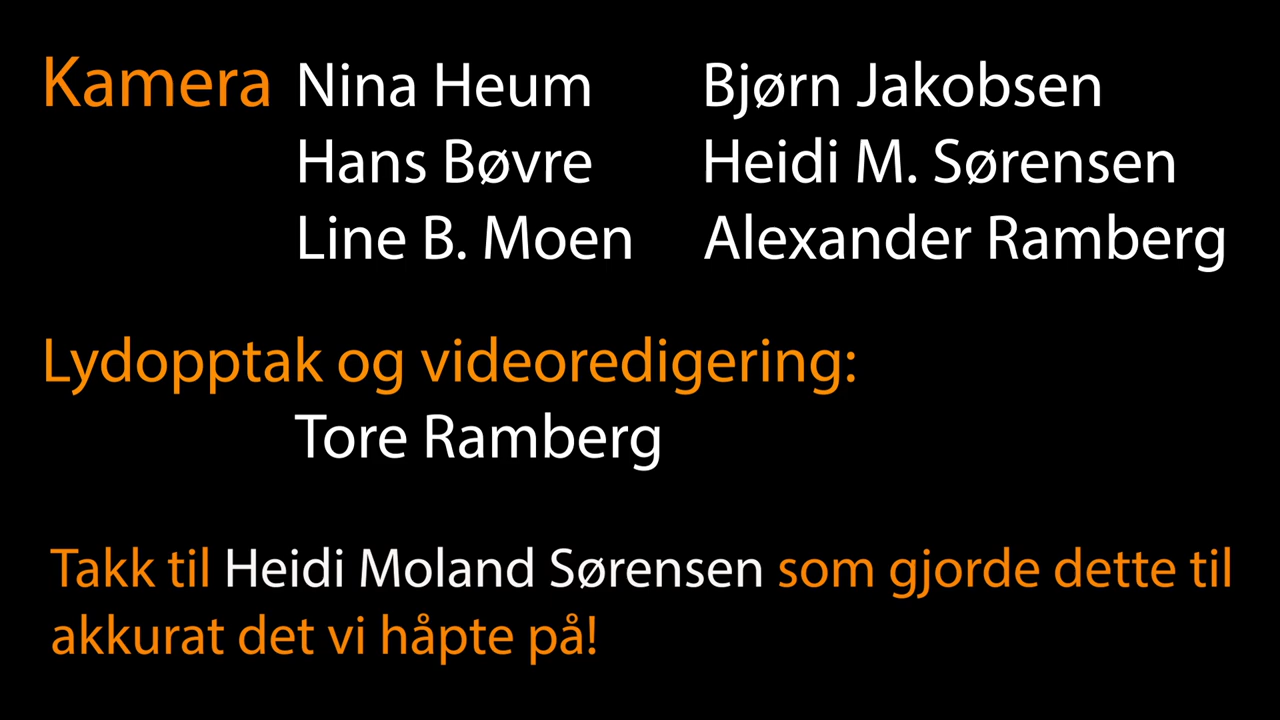 Kamera Nina Heum Bjørn Jakobsen
Hans Bøvre Heidi M. Sørensen
Line B. Moen Alexander Ramberg
Lydopptak og videoredigering:
Tore Ramberg
Takk til Heidi Moland Sørensen som gjorde dette til
akkurat det vi håpte på!